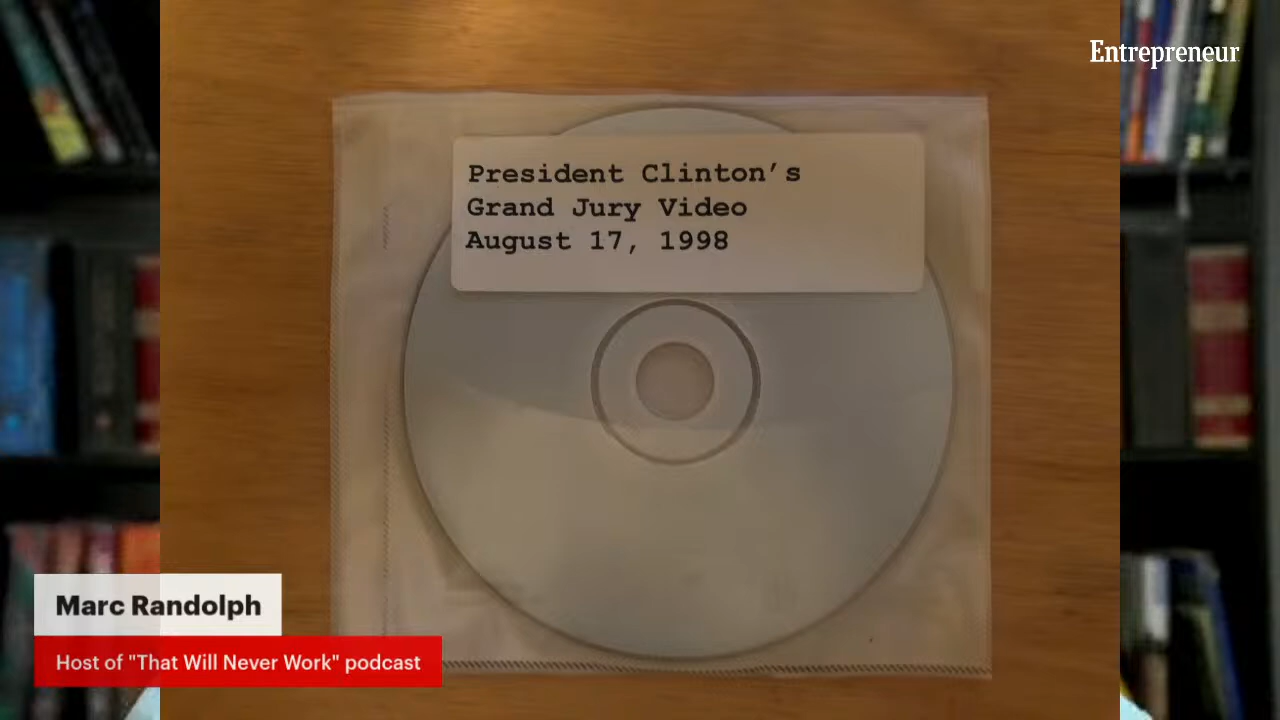 Entrepreneur
President Clinton’s
Grand Jury Video
August 17, 1998
Marc Randolph
Host of "That Will Never Work" podcast